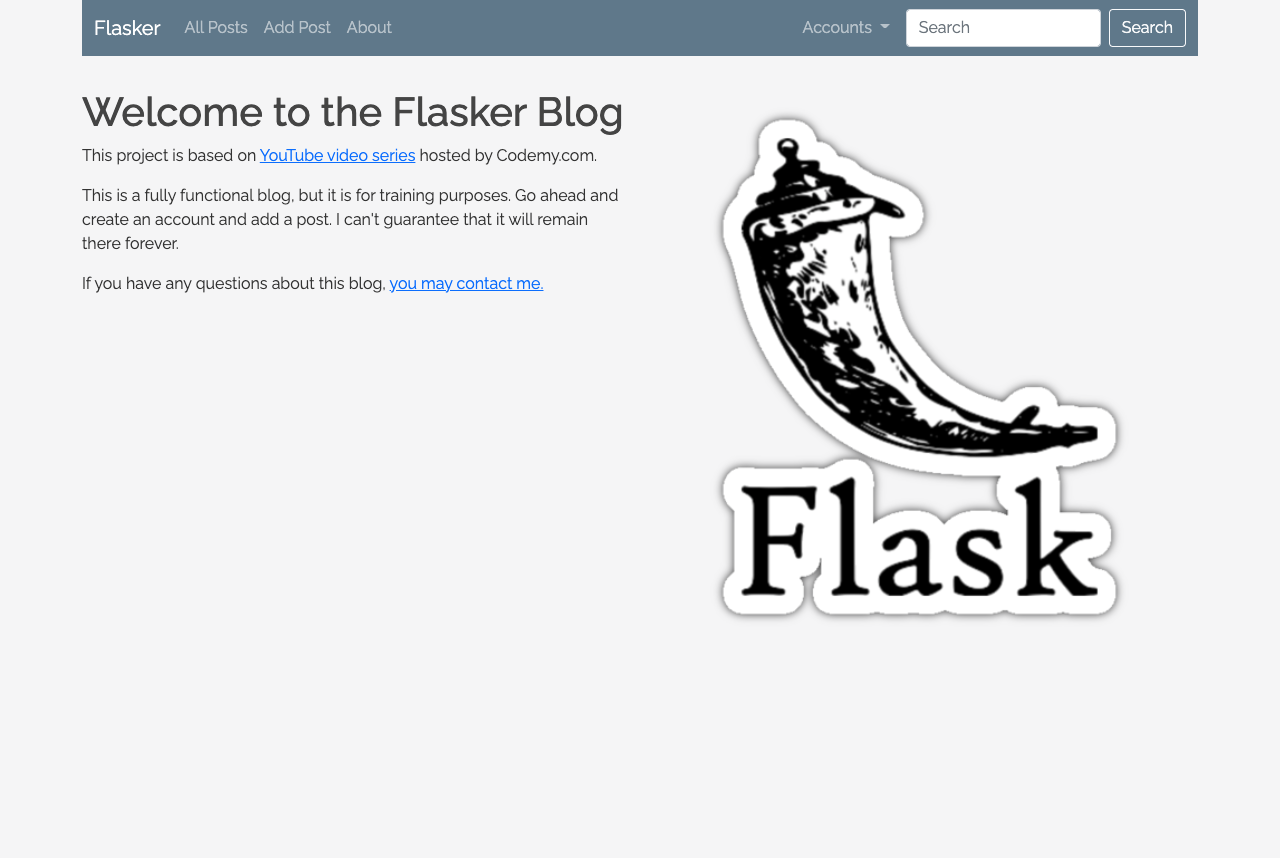 Flasker All Posts Add Post About Accounts Search Search
Welcome to the Flasker Blog
This project is based on YouTube video series hosted by Codemy.com.
This is a fully functional blog, but it is for training purposes. Go ahead and
create an account and add a post. I can't guarantee that it will remain
there forever.
If you have any questions about this blog, you may contact me.
Flask